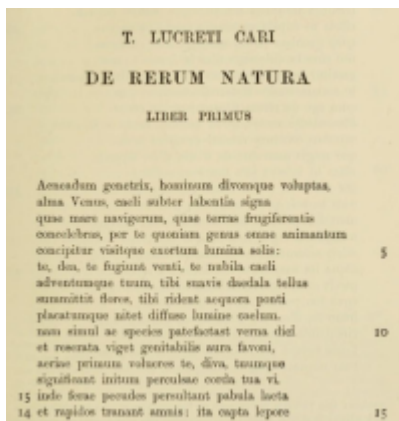 T. LUCRETI CARI
DE RERUM NATURA
LIBER PRIMUS
Aeneadum genetrix, hominum divomque voluptas,
alma Venus, caeli subter labentia signa
quae mare navigerum, quae terras frugiferentis
concelebras, per te quoniam genus omne animantum
concipitur visitque exortum lumina solis: 5
te, dea, te fugiunt venti, te nubila caeli
adventumque tuum, tibi suavis daedala tellus
summittit flores, tibi rident aequora ponti
placatumque nitet diffuso lumine caelum.
nam simul ac species patefactast verna diei 10
et reserata viget genitabilis aura favoni,
aeriae primum volucres te, diva, tuumque
significant initum perculsae corda tua vi.
15 inde ferae pecudes persultant pabula laeta
14 et rapidos tranant amnis: ita capta lepore 15